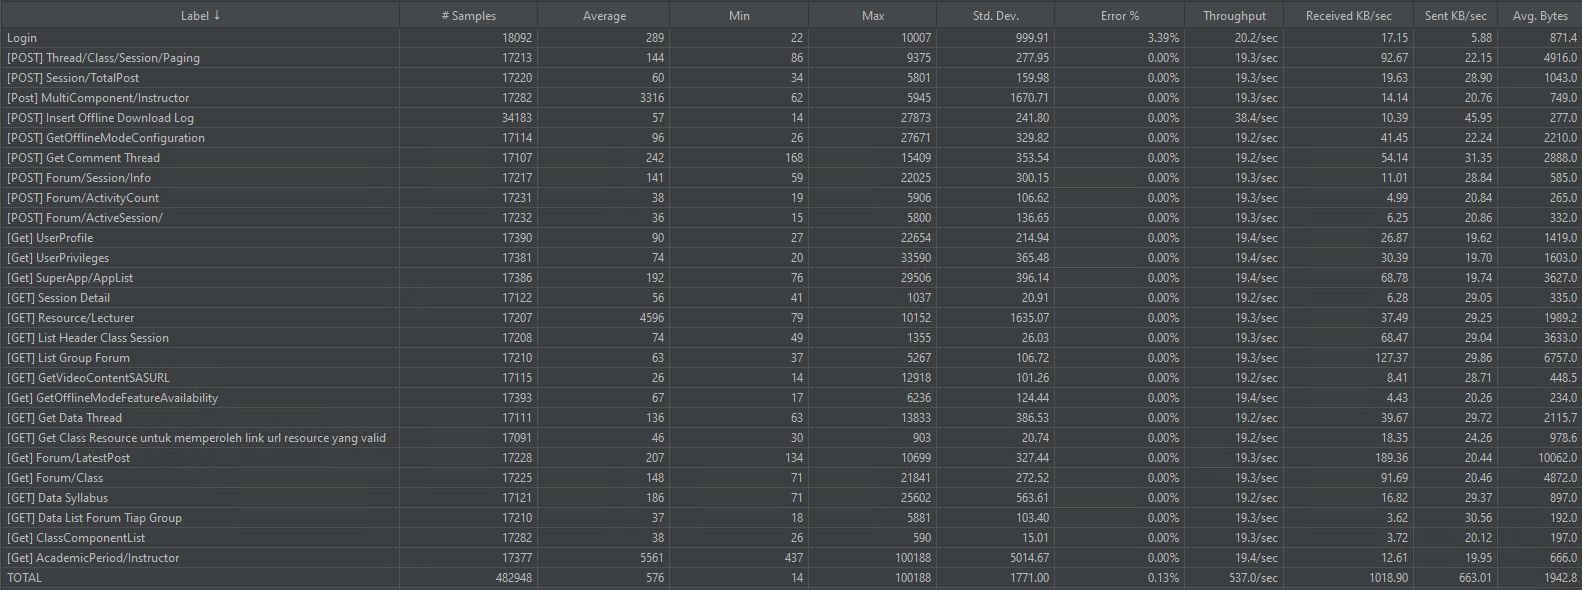 Label ↓ # Samples Average Min Max Std. Dev. Error % Throughput Received KB/sec Sent KB/sec Avg. Bytes
Login 18092 289 22 10007 999.91 3.39% 20.2/sec 17.15 5.88 871.4
[POST] Thread/Class/Session/Paging 17213 144 86 9375 277.95 0.00% 19.3/sec 92.67 22.15 4916.0
[POST] Session/TotalPost 17220 60 34 5801 159.98 0.00% 19.3/sec 19.63 28.90 1043.0
[Post] MultiComponent/Instructor 17282 3316 62 5945 1670.71 0.00% 19.3/sec 14.14 20.76 749.0
[POST] Insert Offline Download Log 34183 57 14 27873 241.80 0.00% 38.4/sec 10.39 45.95 277.0
[POST] GetOfflineModeConfiguration 17114 96 26 27671 329.82 0.00% 19.2/sec 41.45 22.24 2210.0
[POST] Get Comment Thread 17107 242 168 15409 353.54 0.00% 19.2/sec 54.14 31.35 2888.0
[POST] Forum/Session/Info 17217 141 59 22025 300.15 0.00% 19.3/sec 11.01 28.84 585.0
[POST] Forum/ActivityCount 17231 38 19 5906 106.62 0.00% 19.3/sec 4.99 20.84 265.0
[POST] Forum/ActiveSession/ 17232 36 15 5800 136.65 0.00% 19.3/sec 6.25 20.86 332.0
[Get] UserProfile 17390 90 27 22654 214.94 0.00% 19.4/sec 26.87 19.62 1419.0
[Get] UserPrivileges 17381 74 20 33590 365.48 0.00% 19.4/sec 30.39 19.70 1603.0
[Get] SuperApp/AppList 17386 192 76 29506 396.14 0.00% 19.4/sec 68.78 19.74 3627.0
[GET] Session Detail 17122 56 41 1037 20.91 0.00% 19.2/sec 6.28 29.05 335.0
[GET] Resource/Lecturer 17207 4596 79 10152 1635.07 0.00% 19.3/sec 37.49 29.25 1989.2
[GET] List Header Class Session 17208 74 49 1355 26.03 0.00% 19.3/sec 68.47 29.04 3633.0
[GET] List Group Forum 17210 63 37 5267 106.72 0.00% 19.3/sec 127.37 29.86 6757.0
[GET] GetVideoContentSASURL 17115 26 14 12918 101.26 0.00% 19.2/sec 8.41 28.71 448.5
[Get] GetOfflineModeFeatureAvailability 17393 67 17 6236 124.44 0.00% 19.4/sec 4.43 20.26 234.0
[GET] Get Data Thread 17111 136 63 13833 386.53 0.00% 19.2/sec 39.67 29.72 2115.7
[GET] Get Class Resource untuk memperoleh link url resource yang valid 17091 46 30 903 20.74 0.00% 19.2/sec 18.35 24.26 978.6
[Get] Forum/LatestPost 17228 207 134 10699 327.44 0.00% 19.3/sec 189.36 20.44 10062.0
[Get] Forum/Class 17225 148 71 21841 272.52 0.00% 19.3/sec 91.69 20.46 4872.0
[GET] Data Syllabus 17121 186 71 25602 563.61 0.00% 19.2/sec 16.82 29.37 897.0
[GET] Data List Forum Tiap Group 17210 37 18 5881 103.40 0.00% 19.3/sec 3.62 30.56 192.0
[Get] ClassComponentList 17282 38 26 590 15.01 0.00% 19.3/sec 3.72 20.12 197.0
[Get] AcademicPeriod/Instructor 17377 5561 437 100188 5014.67 0.00% 19.4/sec 12.61 19.95 666.0
TOTAL 482948 576 14 100188 1771.00 0.13% 537.0/sec 1018.90 663.01 1942.8